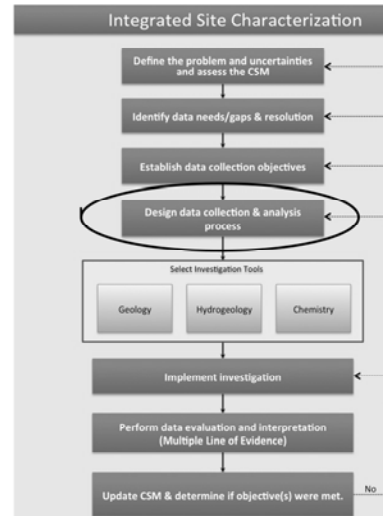 Integrated Site Characterization
Define the problem and uncertainties
and assess the CSM
Identify data needs/gaps & resolution
Establish data collection objectives
Design data collection & analysis
process
Select Investigation Tools
Geology
Hydrogeology
Chemistry
Implement investigation
Perform data evaluation and interpretation
(Multiple Line of Evidence)
Update CSM & determine if objective(s) were met.
No